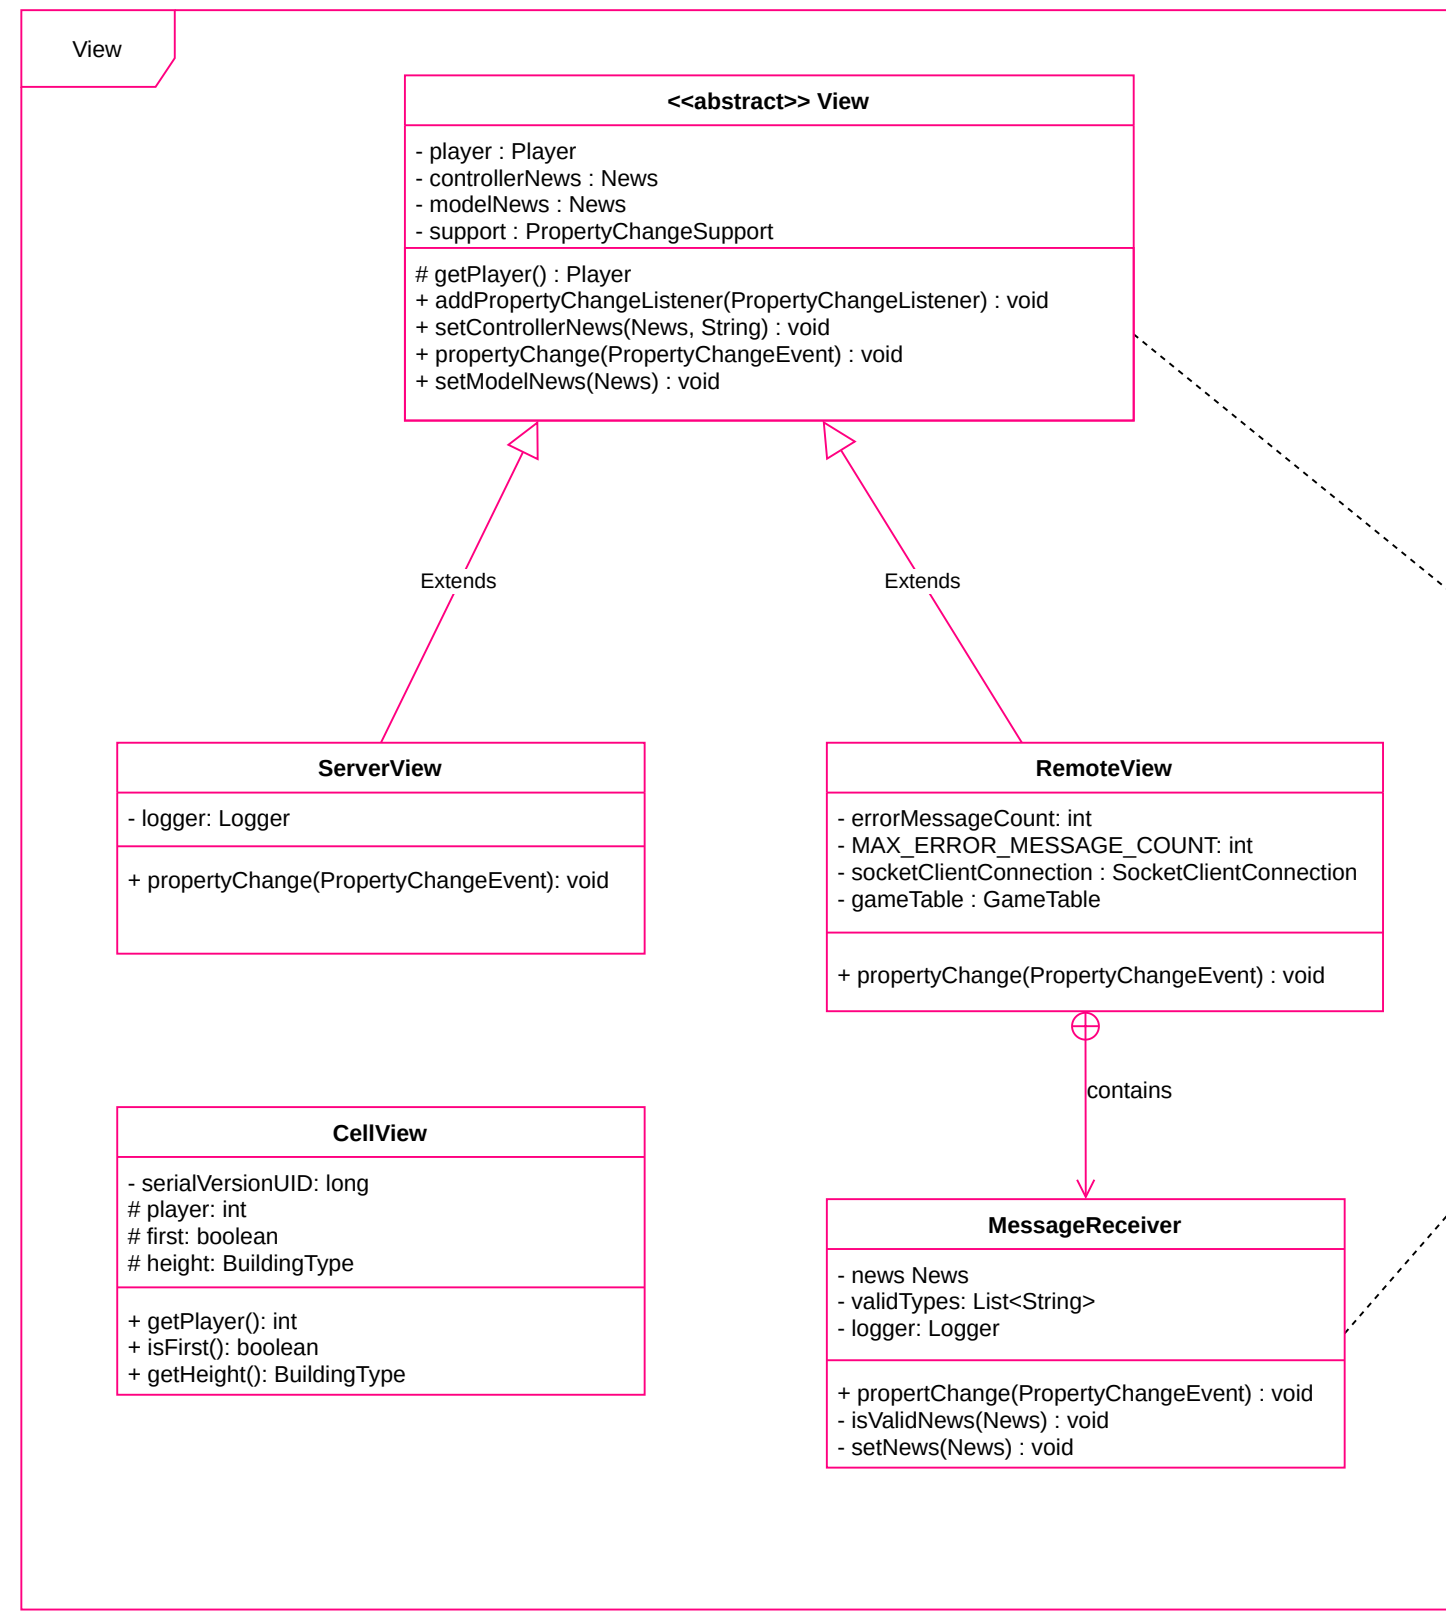 View
<<abstract>> View
- player : Player
- controllerNews : News
- modelNews : News
- support : PropertyChangeSupport
# getPlayer() : Player
+ addPropertyChangeListener(PropertyChangeListener) : void
+ setControllerNews(News, String) : void
+ propertyChange(PropertyChangeEvent) : void
+ setModelNews(News) : void
Extends
Extends
ServerView
- logger: Logger
+ propertyChange(PropertyChangeEvent): void
RemoteView
- errorMessageCount: int
- MAX_ERROR_MESSAGE_COUNT: int
- socketClientConnection : SocketClientConnection
- gameTable : GameTable
+ propertyChange(PropertyChangeEvent) : void
contains
CellView
- serialVersionUID: long
# player: int
# first: boolean
# height: BuildingType
+ getPlayer(): int
+ isFirst(): boolean
+ getHeight(): BuildingType
MessageReceiver
- news News
- validTypes: List<String>
- logger: Logger
+ propertChange(PropertyChangeEvent) : void
- isValidNews(News) : void
- setNews(News) : void